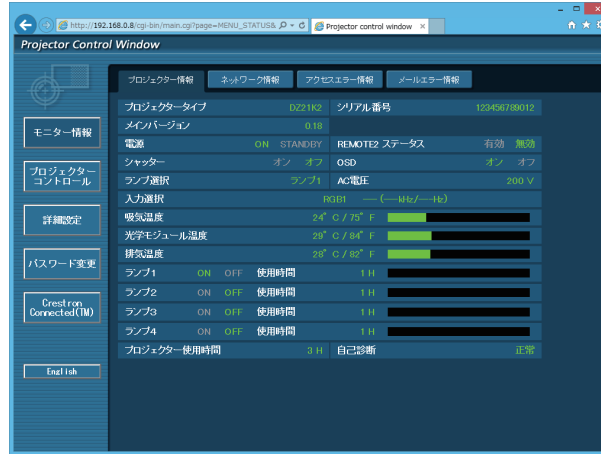 http://192.168.0.8/cgi-bin/main.cgi?page=MENU_STATUS&
Projector control window
Projector Control Window
プロジェクター情報 ネットワーク情報 アクセスエラー情報 メールエラー情報
モニター情報
プロジェクター
コントロール
詳細設定
パスワード変更
Crestron
Connected(TM)
English
プロジェクタータイプ DZ21K2 シリアル番号 123456789012
メインバージョン 0.18
電源 ON STANDBY REMOTE2 ステータス 有効 無効
シャッター オン オフ OSD オン オフ
ランプ選択 ランプ1 AC電圧 200 V
入力選択 RGB1 ---- (----kHz/----Hz)
吸気温度 24° C / 75° F
光学モジュール温度 29° C / 84° F
排気温度 28° C / 82° F
ランプ1 ON OFF 使用時間 1 H
ランプ2 ON OFF 使用時間 1 H
ランプ3 ON OFF 使用時間 1 H
ランプ4 ON OFF 使用時間 1 H
プロジェクター使用時間 3 H 自己診断 正常